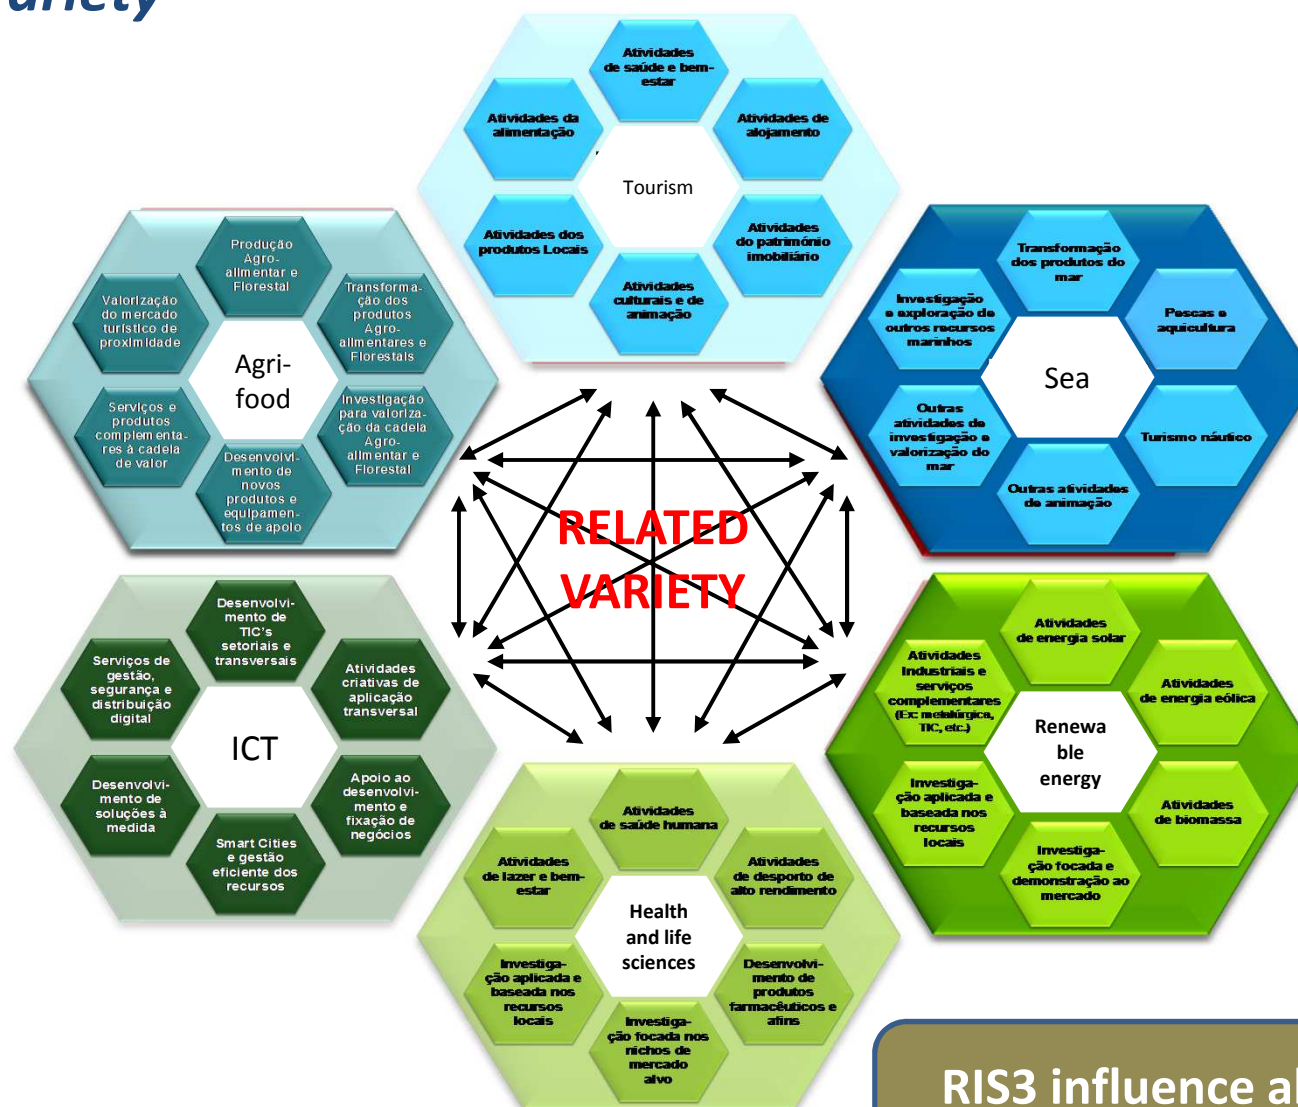 ariety
Atividades
de saúde e bem-
estar
Atividades da
alimentação
Atividades de
alojamento
Tourism
Atividades dos
produtos Locais
Atividades
do património
imobiliário
Atividades
culturais e de
animação
Produção
Agro-
alimentar e
Florestal
Valorização
do mercado
turístico de
proximidade
Transforma-
ção dos
produtos
Agro-
alimentares e
Florestais
Agri-
food
Serviços e
produtos
complementa-
res à cadeia
de valor
Investigação
para valoriza-
ção da cadeia
Agro-
alimentar e
Florestal
Desenvolvi-
mento de
novos
produtos e
equipamen-
tos de apoio
Transformação
dos produtos do
mar
Investigação
e exploração de
outros recursos
marinhos
Pescas e
aquicultura
Sea
Outras
atividades de
investigação e
valorização do
mar
Turismo náutico
Outras atividades
de animação
RELATED
VARIETY
Desenvolvi-
mento de
TIC's
setoriais e
transversais
Serviços de
gestão,
segurança e
distribuição
digital
Atividades
criativas de
aplicação
transversal
ICT
Desenvolvi-
mento de
soluções à
medida
Apoio ao
desenvolvi-
mento e
fixação de
negócios
Smart Cities
e gestão
eficiente dos
recursos
Atividades
de energia solar
Atividades
Industriais e
serviços
complementares
(Ex: metalúrgica,
TIC, etc.)
Atividades
de energia eólica
Renewa
ble
energy
Investiga-
ção aplicada e
baseada nos
recursos
locais
Atividades
de biomassa
Investiga-
ção focada e
demonstração ao
mercado
Atividades
de saúde humana
Atividades
de lazer e bem-
estar
Atividades
de desporto de
alto rendimento
Health
and life
sciences
Investiga-
ção aplicada e
baseada nos
recursos
locais
Desenvolvi-
mento de
produtos
farmacêuticos e
afins
Investiga-
ção focada nos
nichos de
mercado
alvo
RIS3 influence al